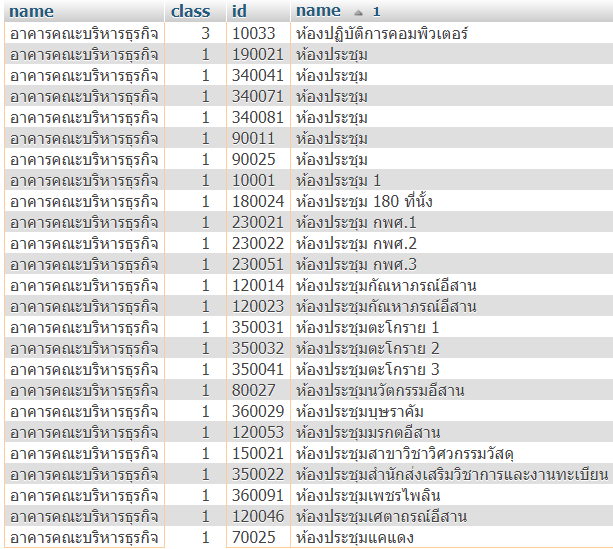 name class id name 1
อาคารคณะบริหารธุรกิจ 3 10033 ห้องปฏิบัติการคอมพิวเตอร์
อาคารคณะบริหารธุรกิจ 1 190021 ห้องประชุม
อาคารคณะบริหารธุรกิจ 1 340041 ห้องประชุม
อาคารคณะบริหารธุรกิจ 1 340071 ห้องประชุม
อาคารคณะบริหารธุรกิจ 1 340081 ห้องประชุม
อาคารคณะบริหารธุรกิจ 1 90011 ห้องประชุม
อาคารคณะบริหารธุรกิจ 1 90025 ห้องประชุม
อาคารคณะบริหารธุรกิจ 1 10001 ห้องประชุม 1
อาคารคณะบริหารธุรกิจ 1 180024 ห้องประชุม 180 ที่นั้ง
อาคารคณะบริหารธุรกิจ 1 230021 ห้องประชุม กพศ.1
อาคารคณะบริหารธุรกิจ 1 230022 ห้องประชุม กพศ.2
อาคารคณะบริหารธุรกิจ 1 230051 ห้องประชุม กพศ.3
อาคารคณะบริหารธุรกิจ 1 120014 ห้องประชุมกัณหาภรณ์อีสาน
อาคารคณะบริหารธุรกิจ 1 120023 ห้องประชุมกัณหาภรณ์อีสาน
อาคารคณะบริหารธุรกิจ 1 350031 ห้องประชุมตะโกราย 1
อาคารคณะบริหารธุรกิจ 1 350032 ห้องประชุมตะโกราย 2
อาคารคณะบริหารธุรกิจ 1 350041 ห้องประชุมตะโกราย 3
อาคารคณะบริหารธุรกิจ 1 80027 ห้องประชุมนวัตกรรมอีสาน
อาคารคณะบริหารธุรกิจ 1 360029 ห้องประชุมบุษราคัม
อาคารคณะบริหารธุรกิจ 1 120053 ห้องประชุมมรกตอีสาน
อาคารคณะบริหารธุรกิจ 1 150021 ห้องประชุมสาขาวิชาวิศวกรรมวัสดุ
อาคารคณะบริหารธุรกิจ 1 350022 ห้องประชุมสำนักส่งเสริมวิชาการและงานทะเบียน
อาคารคณะบริหารธุรกิจ 1 360091 ห้องประชุมเพชรไพลิน
อาคารคณะบริหารธุรกิจ 1 120046 ห้องประชุมเศตาภรณ์อีสาน
อาคารคณะบริหารธุรกิจ 1 70025 ห้องประชุมแคแดง